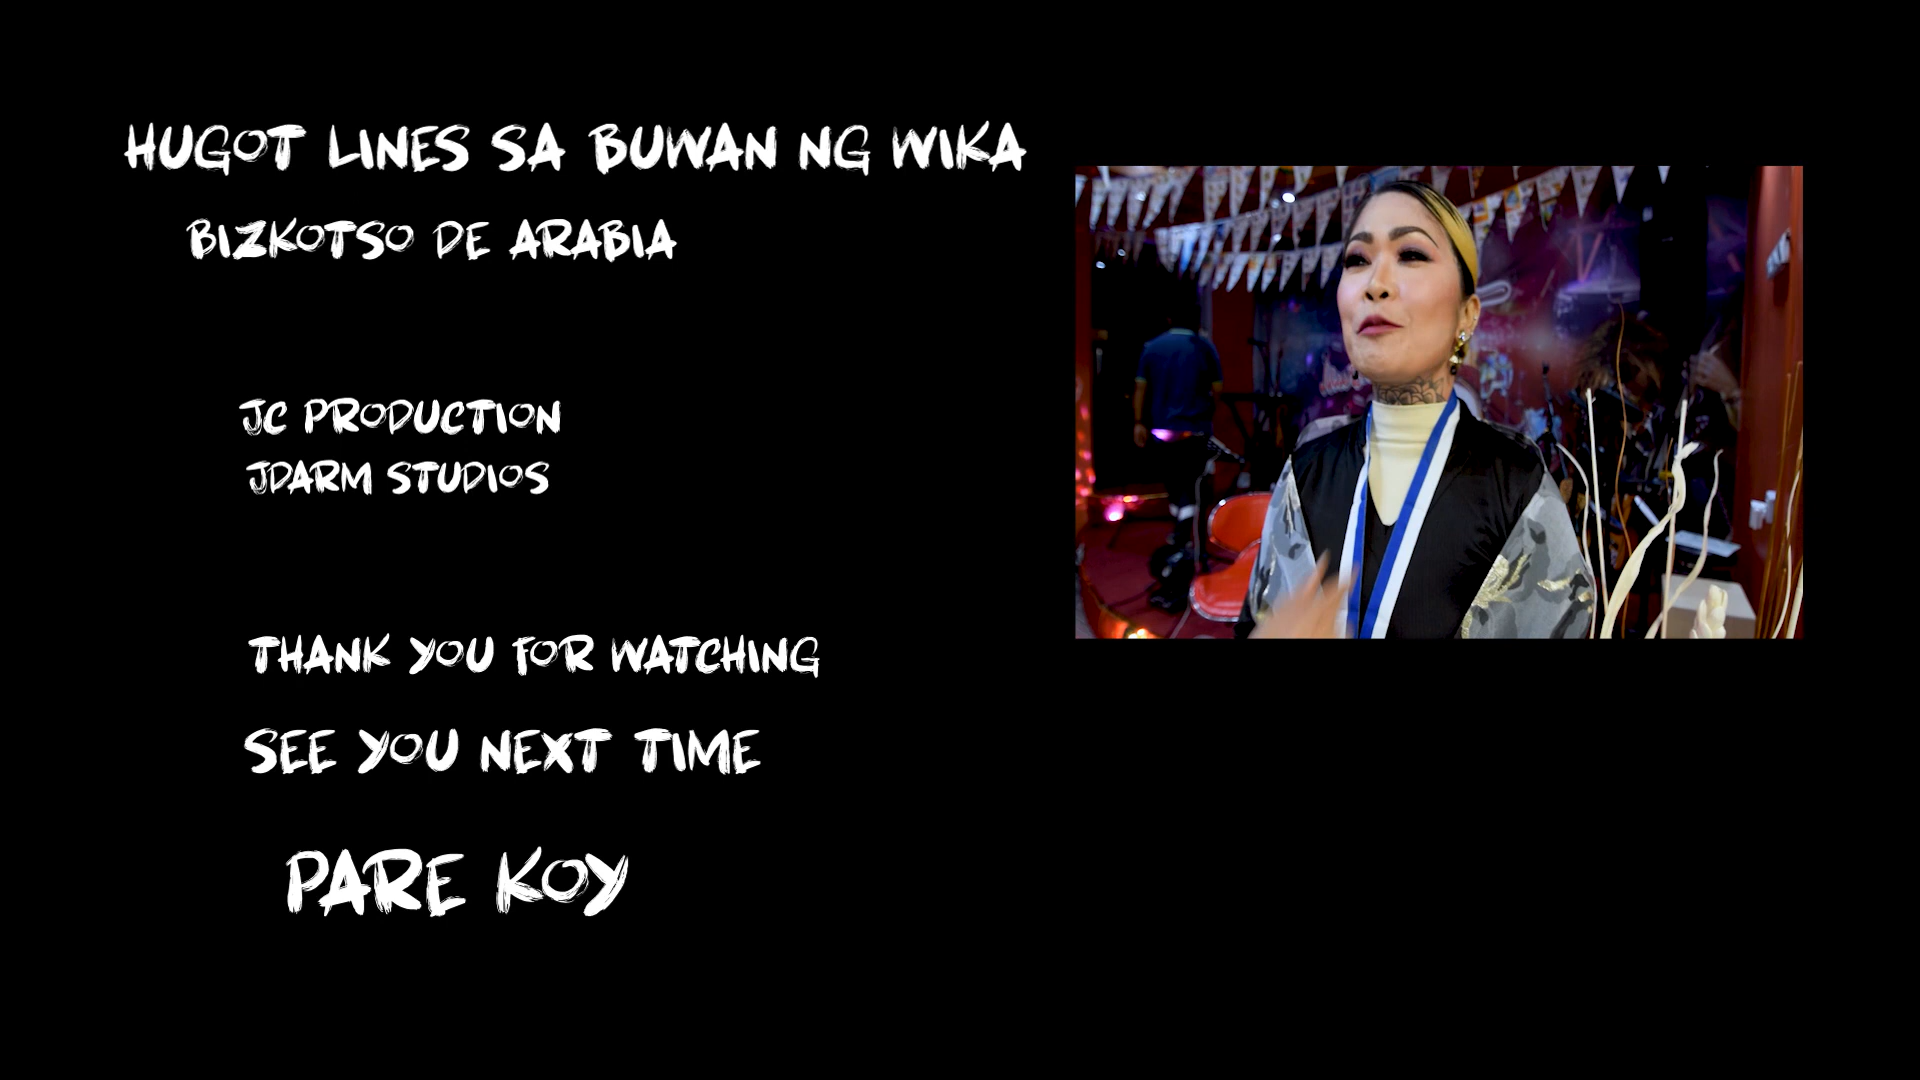 HUGOT LINES SA BUWAN NG WIKA
BIZKOTSO DE ARABIA
JC PRODUCTION
JDARM STUDIOS
THANK YOU FOR WATCHING
SEE YOU NEXT TIME
PARE KOY